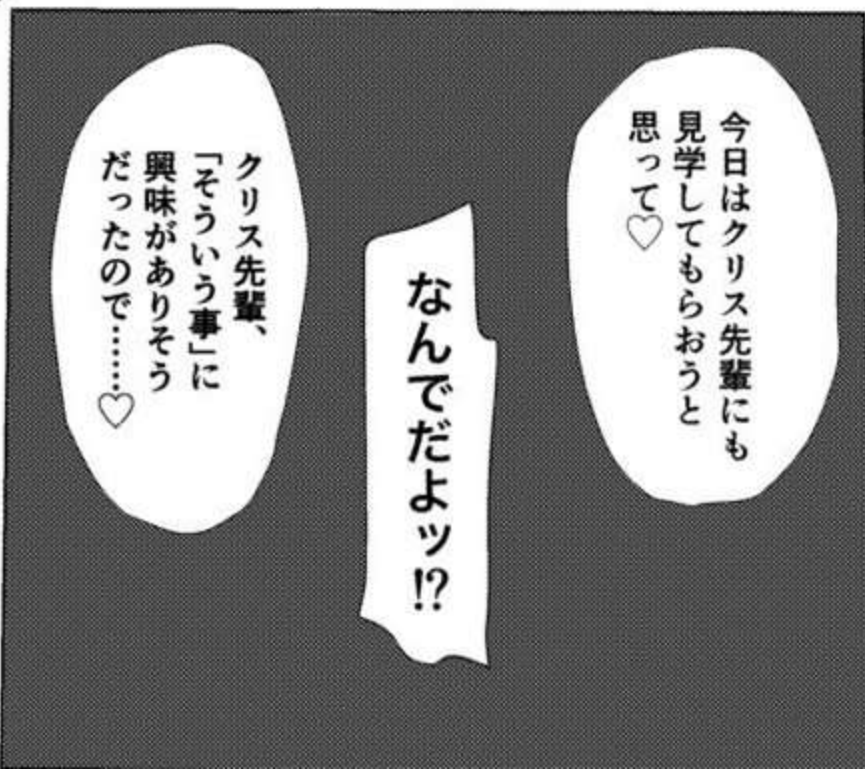 今日はクリス先輩にも
見学してもらおうと
思って♡
なんでだよッ!?
クリス先輩、
「そういう事」に
興味がありそう
だったので……♡